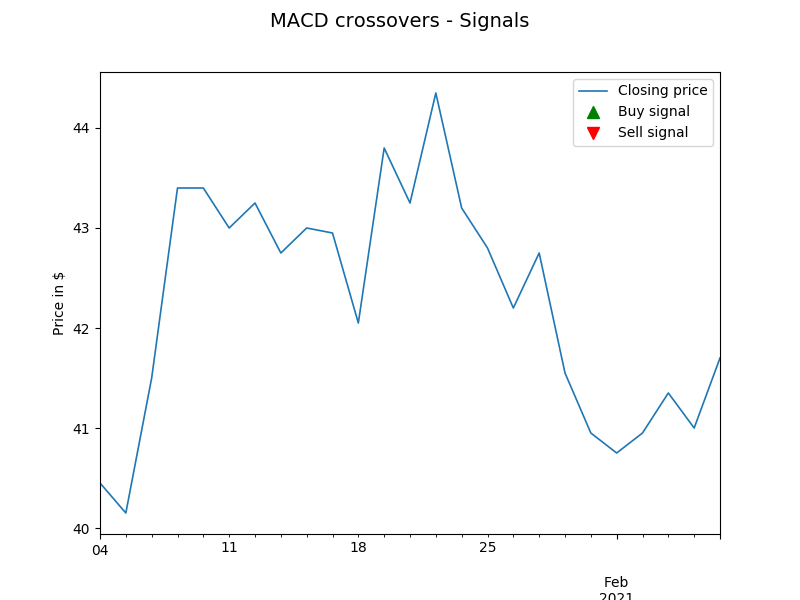 MACD crossovers - Signals
Closing price
Buy signal
Sell signal
Price in $
44
43
42
41
40
04
11
18
25
Feb
2021